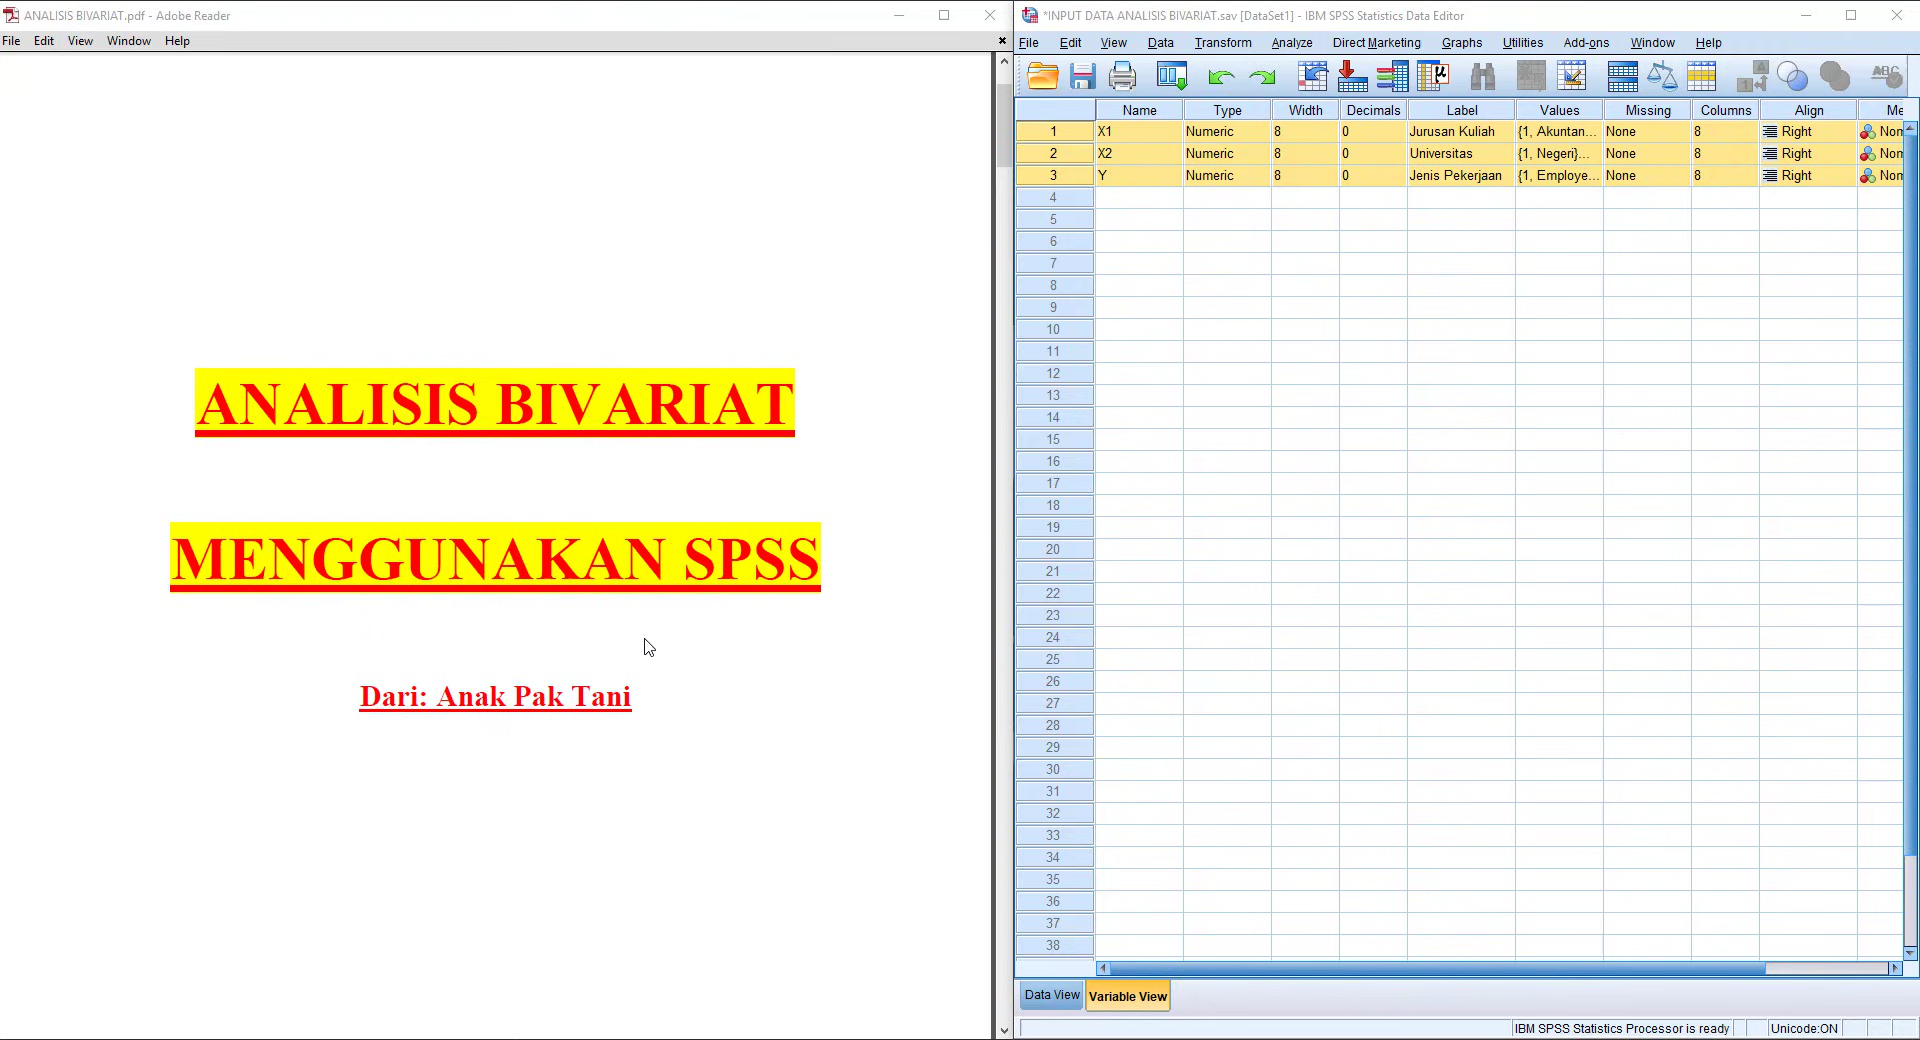 ANALISIS BIVARIAT.pdf - Adobe Reader
File Edit View Window Help
ANALISIS BIVARIAT
MENGGUNAKAN SPSS
Dari: Anak Pak Tani
*INPUT DATA ANALISIS BIVARIAT.sav [DataSet1] - IBM SPSS Statistics Data Editor
File Edit View Data Transform Analyze Direct Marketing Graphs Utilities Add-ons Window Help
Name Type Width Decimals Label Values Missing Columns Align Me
1 X1 Numeric 8 0 Jurusan Kuliah {1, Akuntan... None 8 Right Nom
2 X2 Numeric 8 0 Universitas {1, Negeri}... None 8 Right Nom
3 Y Numeric 8 0 Jenis Pekerjaan {1, Employe... None 8 Right Nom
4
5
6
7
8
9
10
11
12
13
14
15
16
17
18
19
20
21
22
23
24
25
26
27
28
29
30
31
32
33
34
35
36
37
38
Data View Variable View
IBM SPSS Statistics Processor is ready Unicode:ON